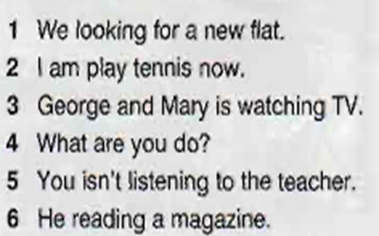 1 We looking for a new flat.
2 I am play tennis now.
3 George and Mary is watching TV.
4 What are you do?
5 You isn't listening to the teacher.
6 He reading a magazine.